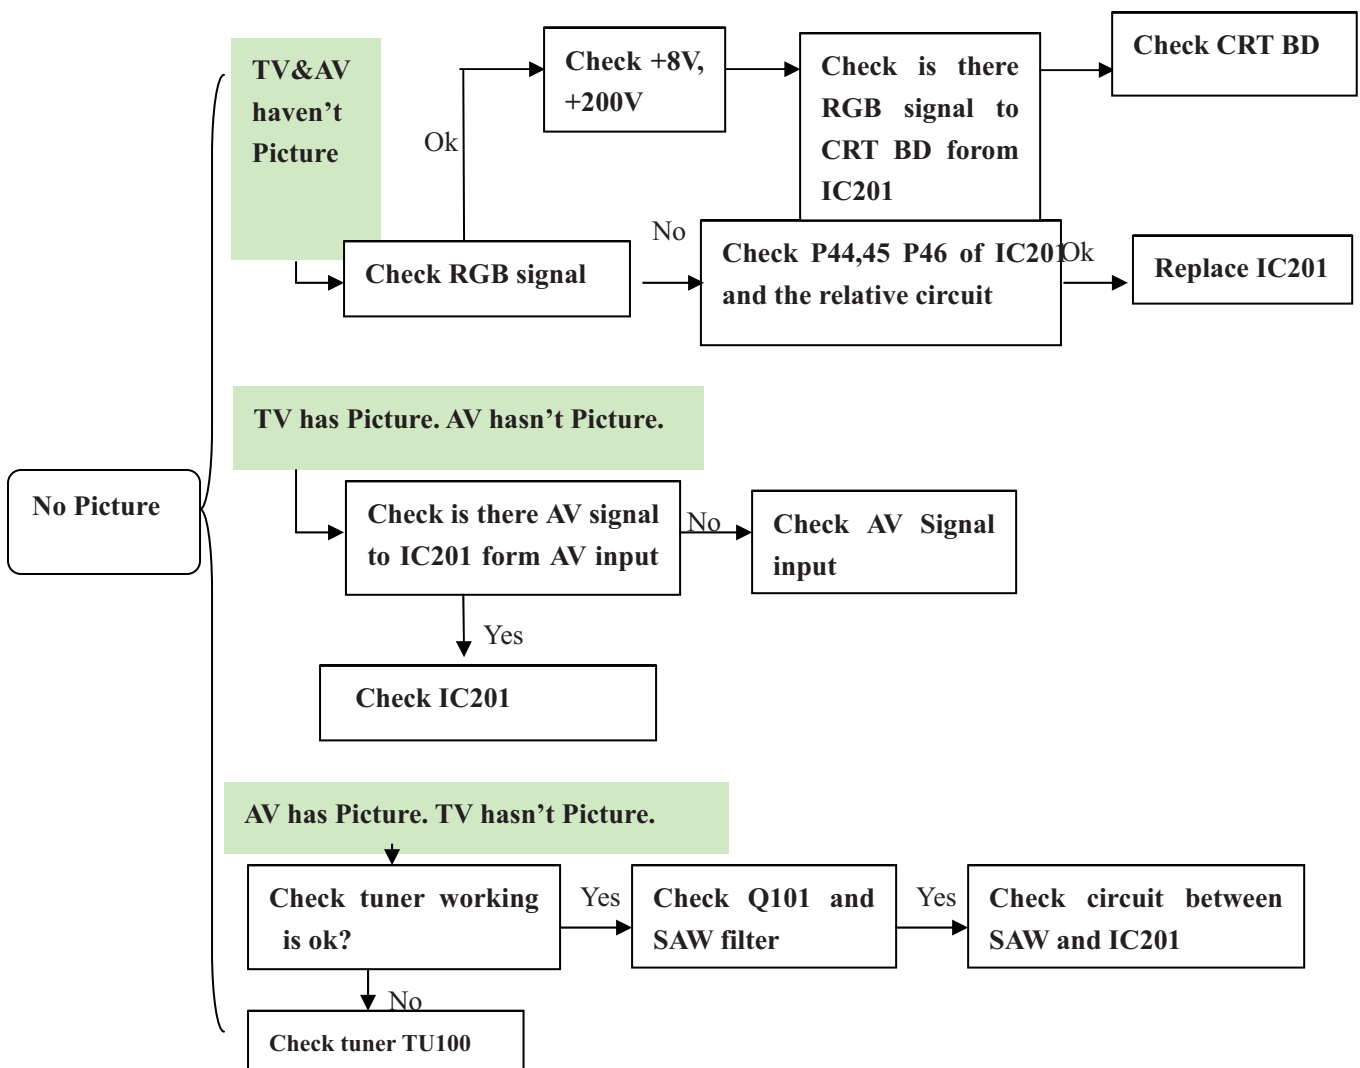 TV&AV
haven’t
Picture
Ok
Check +8V,
+200V
Check is there
RGB signal to
CRT BD forom
IC201
Check CRT BD
Check RGB signal
No
Check P44,45 P46 of IC201
and the relative circuit
Ok
Replace IC201
TV has Picture. AV hasn’t Picture.
No Picture
Check is there AV signal
to IC201 form AV input
No
Check AV Signal
input
Yes
Check IC201
AV has Picture. TV hasn’t Picture.
Check tuner working
is ok?
Yes
Check Q101 and
SAW filter
Yes
Check circuit between
SAW and IC201
No
Check tuner TU100